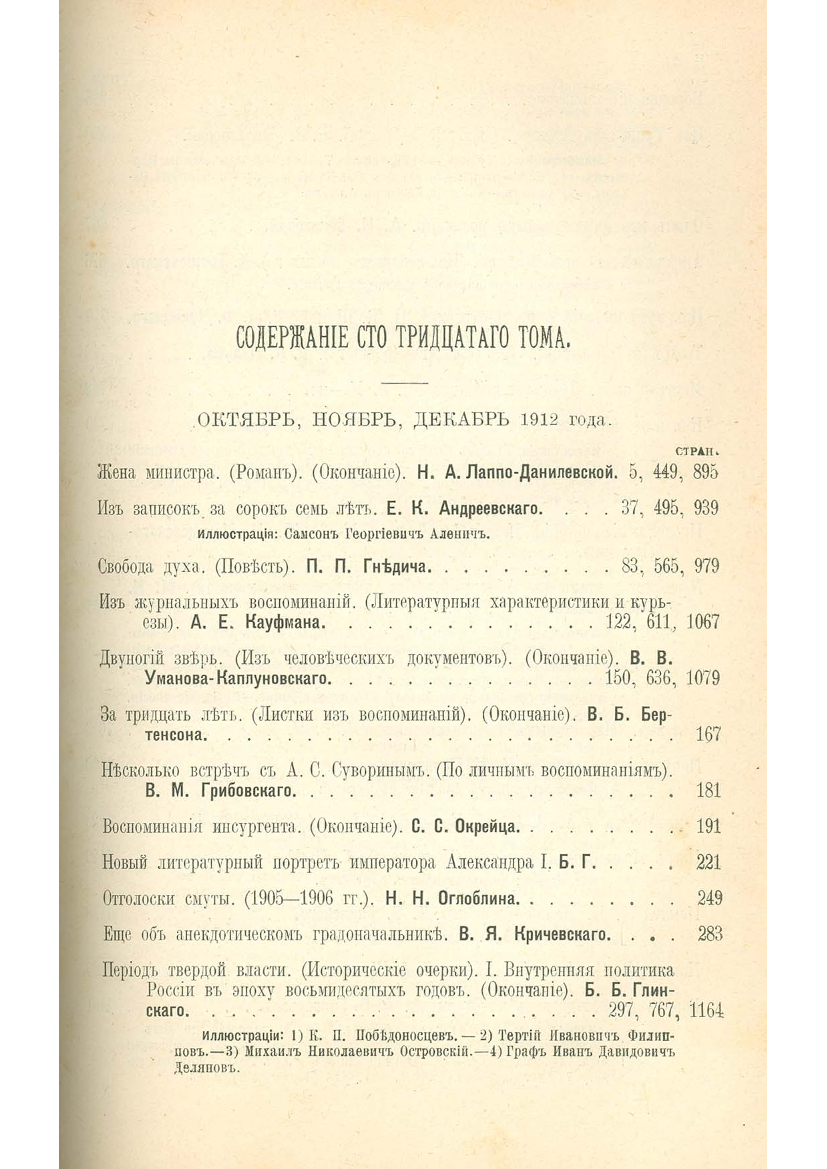 СОДЕРЖАНІЕ СТО ТРИДЦАТАГО ТОМА.
ОКТЯБРЬ, НОЯБРЬ, ДЕКАБРЬ 1912 года.
СТРАН.
Жена министра. (Романъ). (Окончаніе). Н. А. Лаппо-Данилевской. 5, 449, 895
Изъ записокъ за сорокъ семь лѣтъ. Е. К. Андреевскаго. . . . 37, 495, 939
Иллюстрація: Самсонъ Георгіевичъ Аленичъ.
Свобода духа. (Повѣсть). П. П. Гнѣдича. . . . . . . . . . 83, 565, 979
Изъ журнальныхъ воспоминаній. (Литературныя характеристики и курь-
езы). А. Е. Кауфмана. . . . . . . . . . . . . . 122, 611, 1067
Двуногій звѣрь. (Изъ человѣческихъ документовъ). (Окончаніе). В. В.
Уманова-Каплуновскаго. . . . . . . . . . . . . . 150, 636, 1079
За тридцать лѣтъ. (Листки изъ воспоминаній). (Окончаніе). В. Б. Бер-
тенсона. . . . . . . . . . . . . . . . . . . . . . . 167
Нѣсколько встрѣчъ съ А. С. Суворинымъ. (По личнымъ воспоминаніямъ).
В. М. Грибовскаго. . . . . . . . . . . . . . . . . . . 181
Воспоминанія инсургента. (Окончаніе). С. С. Окрейца. . . . . . . . . 191
Новый литературный портретъ императора Александра I. Б. Г. . . . . 221
Отголоски смуты. (1905—1906 гг.). Н. Н. Оглоблина. . . . . . . . . 249
Еще объ анекдотическомъ градоначальникѣ. В. Я. Кричевскаго. . . . 283
Періодъ твердой власти. (Историческіе очерки). I. Внутренняя политика
Россіи въ эпоху восьмидесятыхъ годовъ. (Окончаніе). Б. Б. Глин-
скаго. . . . . . . . . . . . . . . . . . . . 297, 767, 1164
Иллюстраціи: 1) К. П. Побѣдоносцевъ. — 2) Тертій Ивановичъ Филип-
повъ.—3) Михаилъ Николаевичъ Островскій.—4) Графъ Иванъ Давидовичъ
Деляновъ.